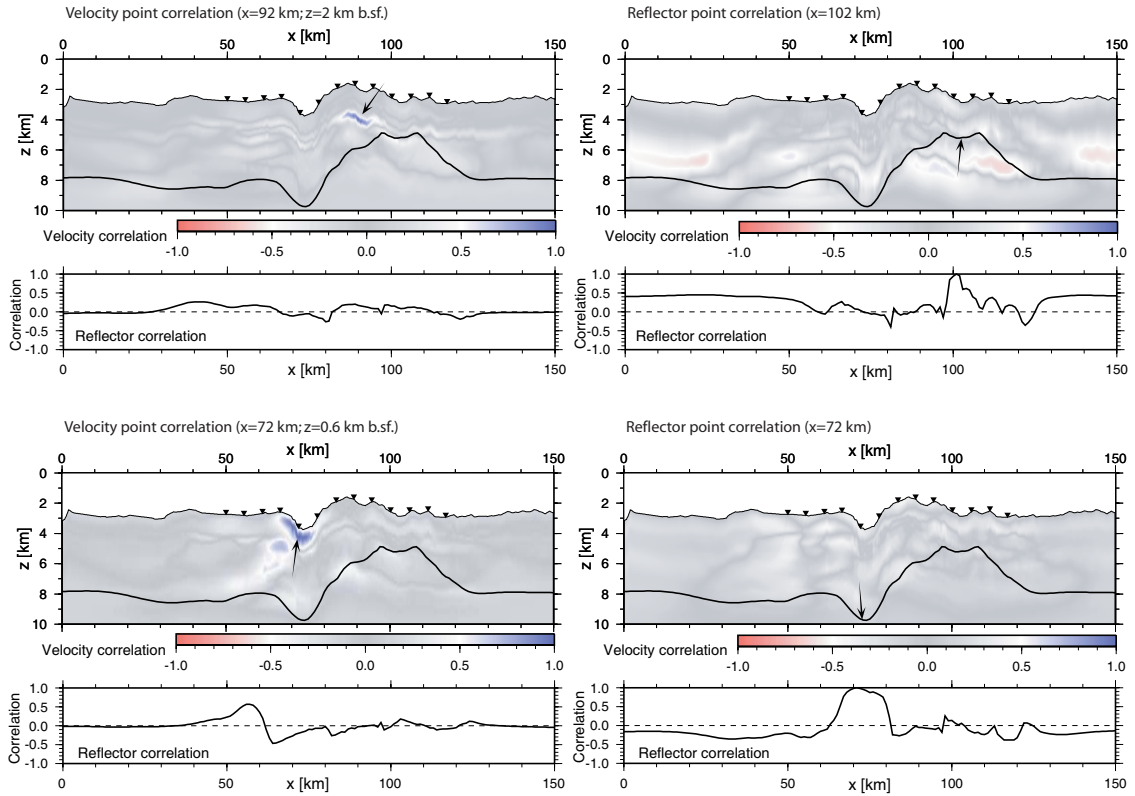 Velocity point correlation (x=92 km; z=2 km b.sf.)
x [km]
0 50 100 150
0
2
4
6
8
10
z [km]
Velocity correlation
-1.0 -0.5 0.0 0.5 1.0
1.0
0.5
0.0
-0.5
-1.0
Correlation
Reflector correlation
0 50 100 150
x [km]
Reflector point correlation (x=102 km)
x [km]
0 50 100 150
0
2
4
6
8
10
z [km]
Velocity correlation
-1.0 -0.5 0.0 0.5 1.0
1.0
0.5
0.0
-0.5
-1.0
Correlation
Reflector correlation
0 50 100 150
x [km]
Velocity point correlation (x=72 km; z=0.6 km b.sf.)
x [km]
0 50 100 150
0
2
4
6
8
10
z [km]
Velocity correlation
-1.0 -0.5 0.0 0.5 1.0
1.0
0.5
0.0
-0.5
-1.0
Correlation
Reflector correlation
0 50 100 150
x [km]
Reflector point correlation (x=72 km)
x [km]
0 50 100 150
0
2
4
6
8
10
z [km]
Velocity correlation
-1.0 -0.5 0.0 0.5 1.0
1.0
0.5
0.0
-0.5
-1.0
Correlation
Reflector correlation
0 50 100 150
x [km]